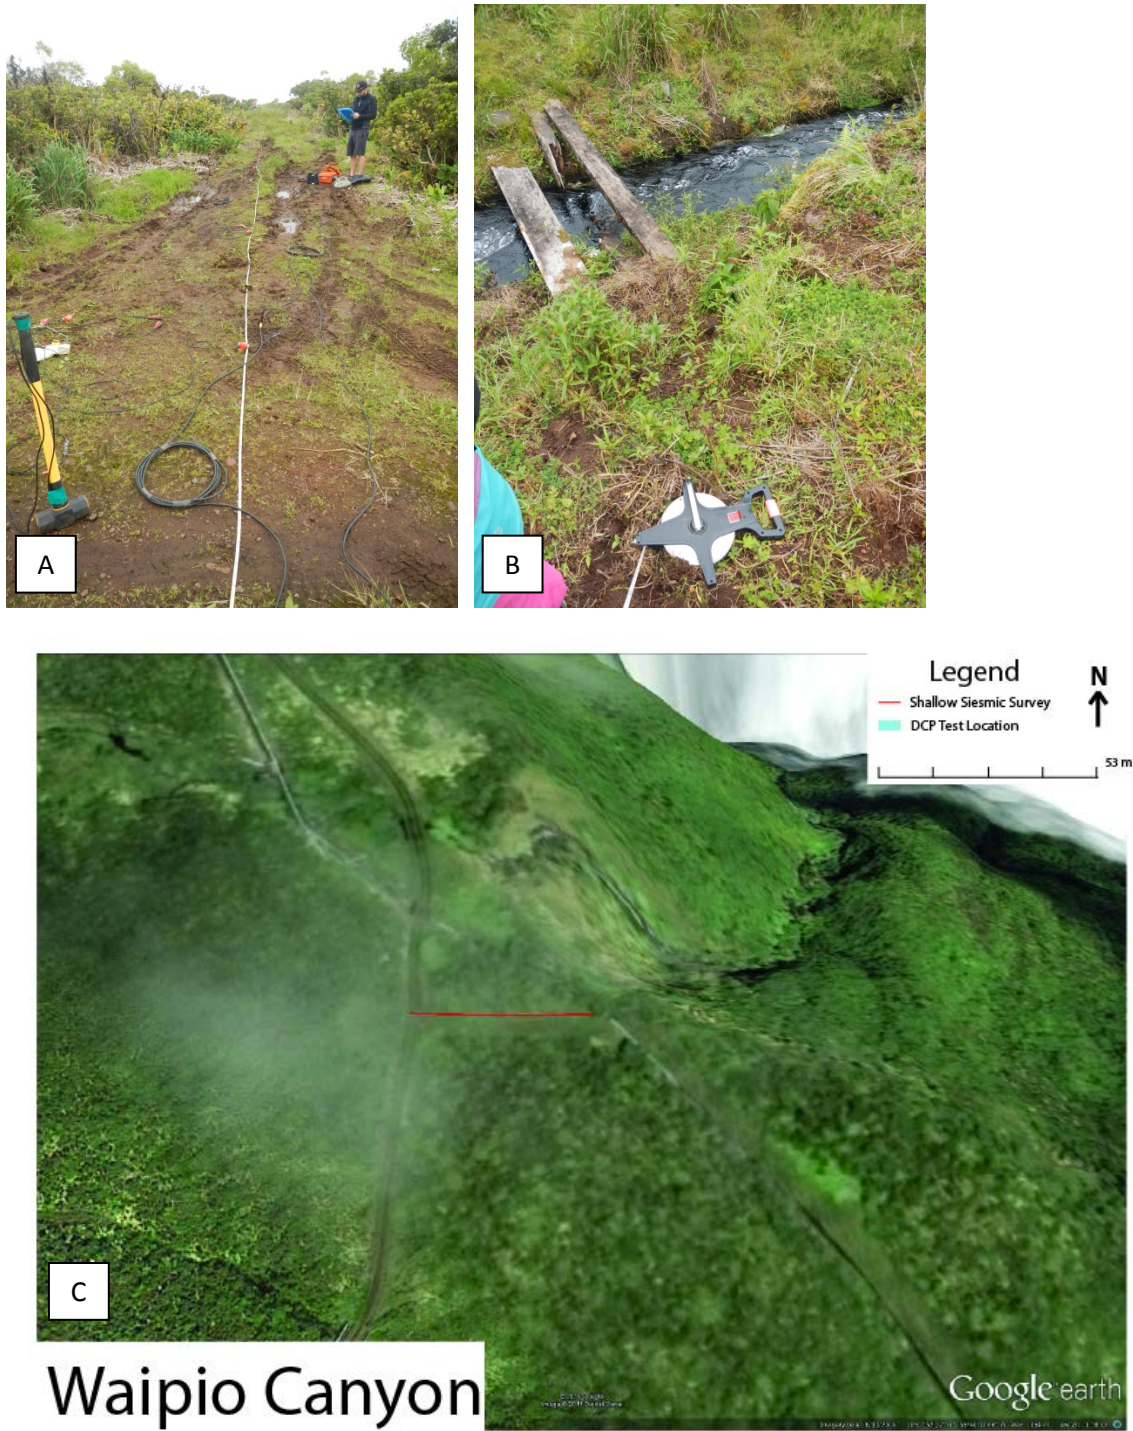 A
B
Legend
N
Shallow Siesmic Survey
DCP Test Location
53 m
C
Waipio Canyon
Google earth